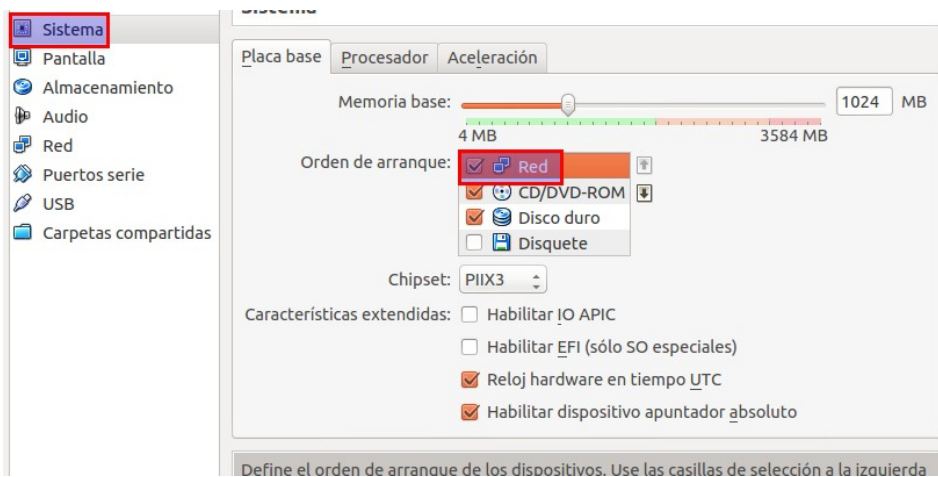 Sistema
Sistema
Pantalla
Almacenamiento
Audio
Red
Puertos serie
USB
Carpetas compartidas
Placa base Procesador Aceleración
Memoria base: 1024 MB
4 MB 3584 MB
Orden de arranque: Red
CD/DVD-ROM
Disco duro
Disquete
Chipset: PIIX3
Características extendidas: Habilitar IO APIC
Habilitar EFI (sólo SO especiales)
Reloj hardware en tiempo UTC
Habilitar dispositivo apuntador absoluto
Define el orden de arranque de los dispositivos. Use las casillas de selección a la izquierda